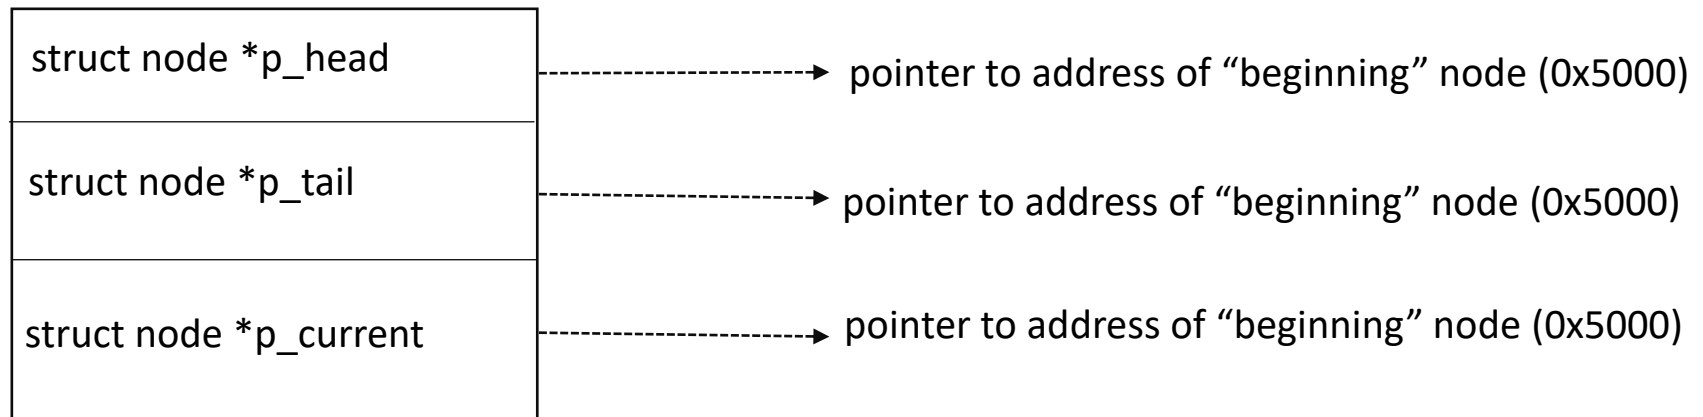 struct node *p_head
pointer to address of “beginning” node (0x5000)
struct node *p_tail
pointer to address of “beginning” node (0x5000)
struct node *p_current
pointer to address of “beginning” node (0x5000)